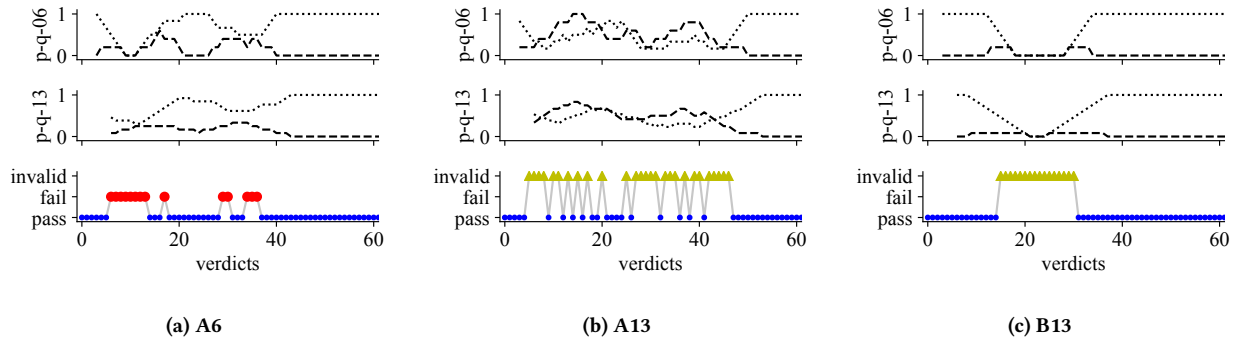 p-q-06
1
0
p-q-13
1
0
invalid
fail
pass
0 20 40 60
verdicts
(a) A6
p-q-06
1
0
p-q-13
1
0
invalid
fail
pass
0 20 40 60
verdicts
(b) A13
p-q-06
1
0
p-q-13
1
0
invalid
fail
pass
0 20 40 60
verdicts
(c) B13